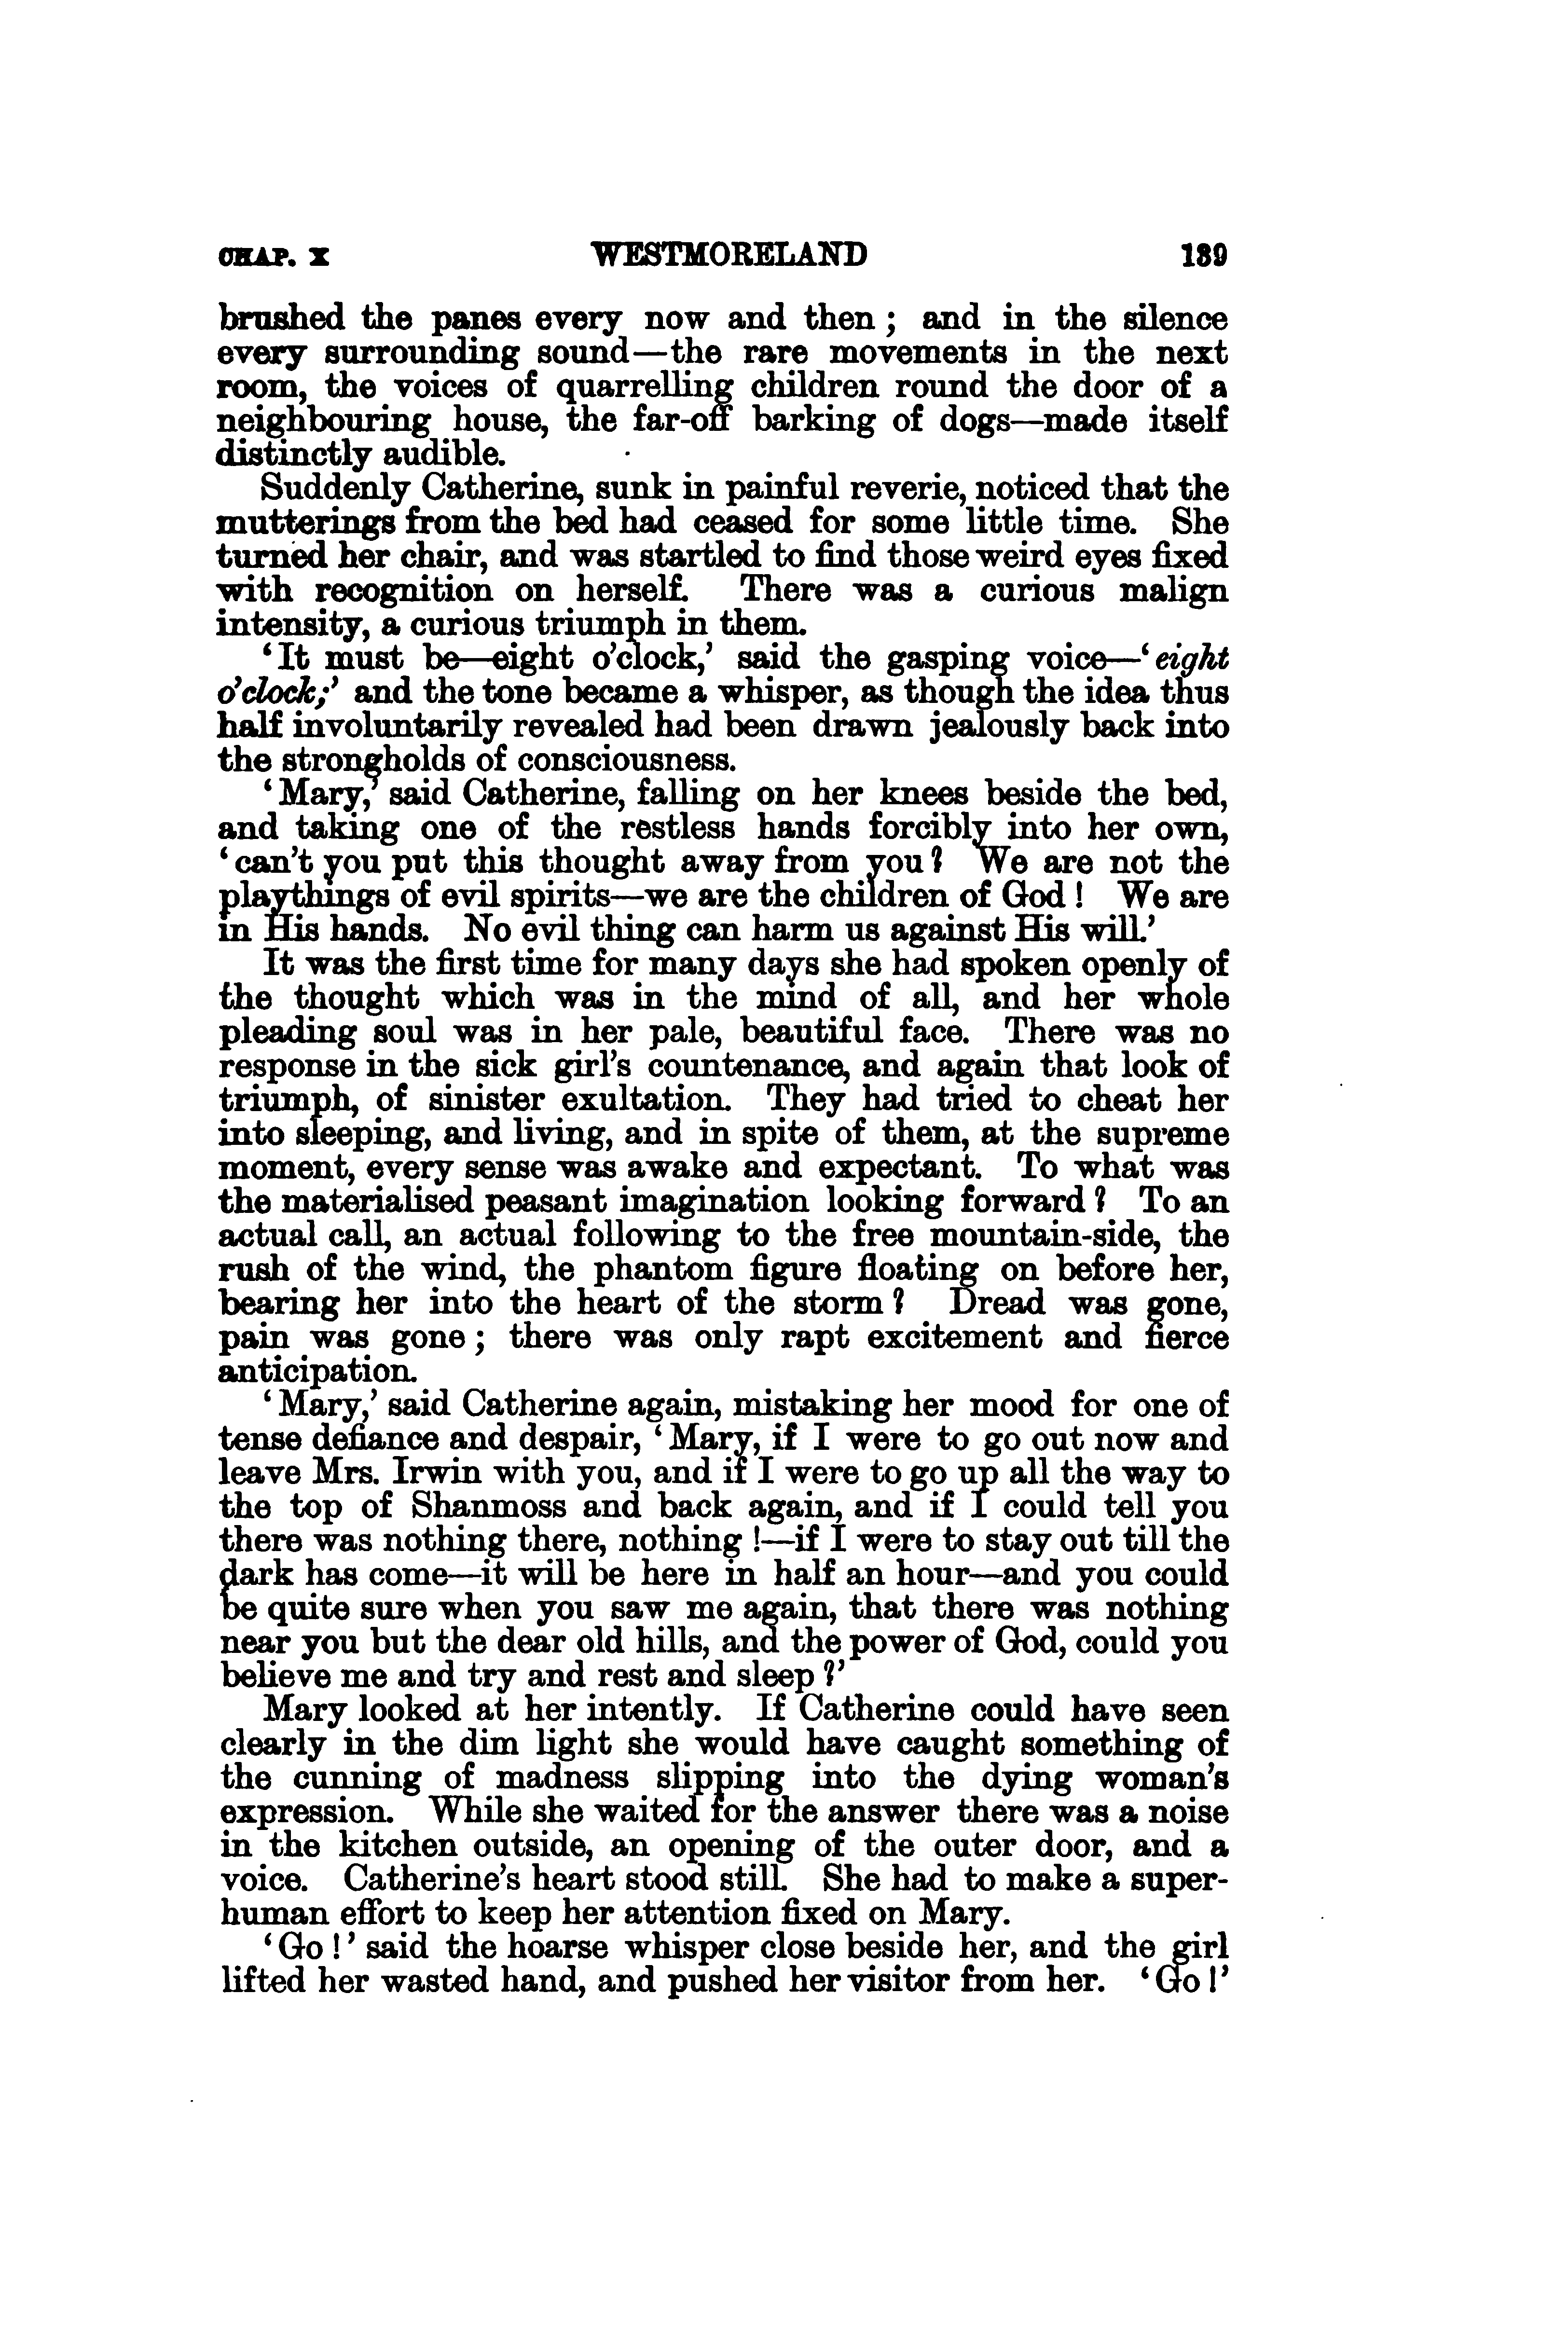 CHAP. X WESTMORELAND 139
brushed the panes every now and then ; and in the silence
every surrounding sound—the rare movements in the next
room, the voices of quarrelling children round the door of a
neighbouring house, the far-off barking of dogs—made itself
distinctly audible.
Suddenly Catherine, sunk in painful reverie, noticed that the
mutterings from the bed had ceased for some little time. She
turned her chair, and was startled to find those weird eyes fixed
with recognition on herself. There was a curious malign
intensity, a curious triumph in them.
‘It must be—eight o’clock,’ said the gasping voice—‘eight
o’clock;’ and the tone became a whisper, as though the idea thus
half involuntarily revealed had been drawn jealously back into
the strongholds of consciousness.
‘Mary,’ said Catherine, falling on her knees beside the bed,
and taking one of the restless hands forcibly into her own,
‘can’t you put this thought away from you? We are not the
playthings of evil spirits—we are the children of God! We are
in His hands. No evil thing can harm us against His will.’
It was the first time for many days she had spoken openly of
the thought which was in the mind of all, and her whole
pleading soul was in her pale, beautiful face. There was no
response in the sick girl’s countenance, and again that look of
triumph, of sinister exultation. They had tried to cheat her
into sleeping, and living, and in spite of them, at the supreme
moment, every sense was awake and expectant. To what was
the materialised peasant imagination looking forward? To an
actual call, an actual following to the free mountain-side, the
rush of the wind, the phantom figure floating on before her,
bearing her into the heart of the storm? Dread was gone,
pain was gone ; there was only rapt excitement and fierce
anticipation.
‘Mary,’ said Catherine again, mistaking her mood for one of
tense defiance and despair, ‘Mary, if I were to go out now and
leave Mrs. Irwin with you, and if I were to go up all the way to
the top of Shanmoss and back again, and if I could tell you
there was nothing there, nothing!—if I were to stay out till the
dark has come—it will be here in half an hour—and you could
be quite sure when you saw me again, that there was nothing
near you but the dear old hills, and the power of God, could you
believe me and try and rest and sleep?’
Mary looked at her intently. If Catherine could have seen
clearly in the dim light she would have caught something of
the cunning of madness slipping into the dying woman’s
expression. While she waited for the answer there was a noise
in the kitchen outside, an opening of the outer door, and a
voice. Catherine’s heart stood still. She had to make a super-
human effort to keep her attention fixed on Mary.
‘Go!’ said the hoarse whisper close beside her, and the girl
lifted her wasted hand, and pushed her visitor from her. ‘Go!’